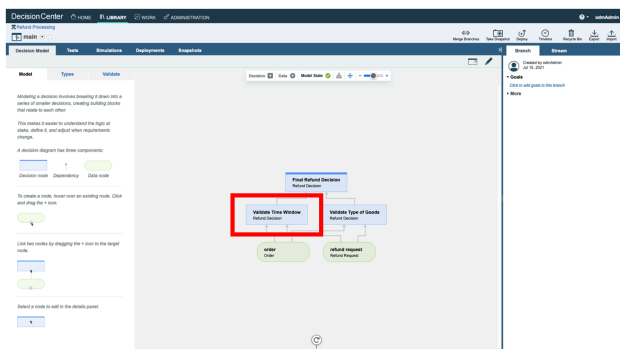 DecisionCenter HOME LIBRARY WORK ADMINISTRATION odmAdmin
Refund Processing
main
Merge Branches Take Snapshot Deploy Timeline Recycle Bin Export Import
Decision Model Tests Simulations Deployments Snapshots
Branch Stream
Model Types Validate
Decision Data Model State
Created by odmAdmin
Jul 15, 2021
Goals
Click to add goals to this branch
More
Modeling a decision involves breaking it down into a
series of smaller decisions, creating building blocks
that relate to each other.
This makes it easier to understand the logic at
stake, define it, and adjust when requirements
change.
A decision diagram has three components:
Decision node Dependency Data node
To create a node, hover over an existing node. Click
and drag the + icon.
Link two nodes by dragging the + icon to the target
node.
Select a node to edit in the details panel.
Final Refund Decision
Refund Decision
Validate Time Window
Refund Decision
Validate Type of Goods
Refund Decision
order
Order
refund request
Refund Request